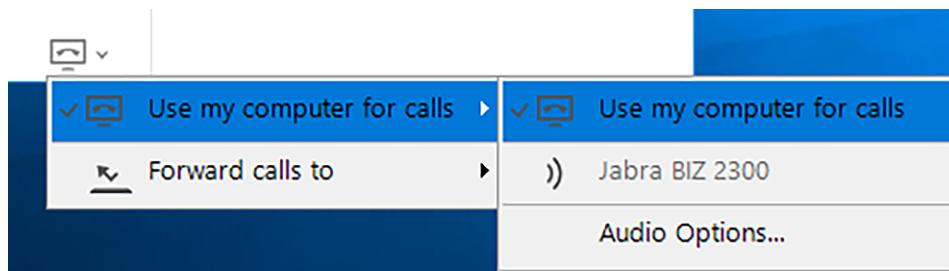 Use my computer for calls
Forward calls to
Use my computer for calls
Jabra BIZ 2300
Audio Options...